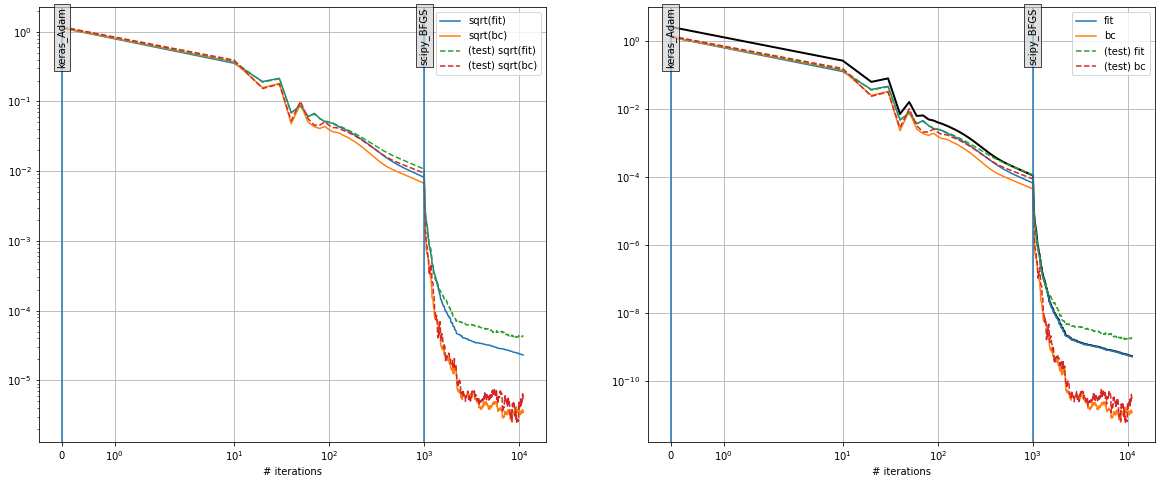 keras_Adam
scipy_BFGS
sqrt(fit)
sqrt(bc)
(test) sqrt(fit)
(test) sqrt(bc)
10⁰
10⁻¹
10⁻²
10⁻³
10⁻⁴
10⁻⁵
0
10⁰
10¹
10²
10³
10⁴
# iterations
keras_Adam
scipy_BFGS
fit
bc
(test) fit
(test) bc
10⁰
10⁻²
10⁻⁴
10⁻⁶
10⁻⁸
10⁻¹⁰
0
10⁰
10¹
10²
10³
10⁴
# iterations